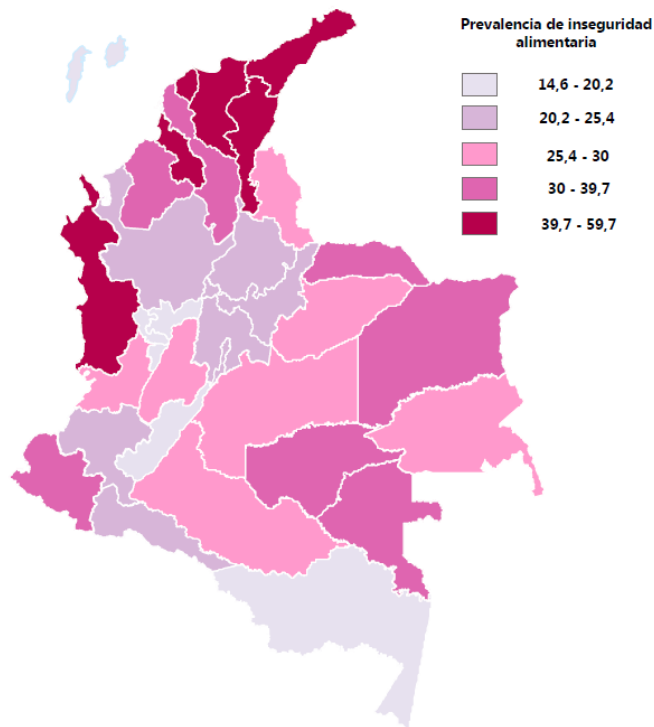 Prevalencia de inseguridad
alimentaria
14,6 - 20,2
20,2 - 25,4
25,4 - 30
30 - 39,7
39,7 - 59,7